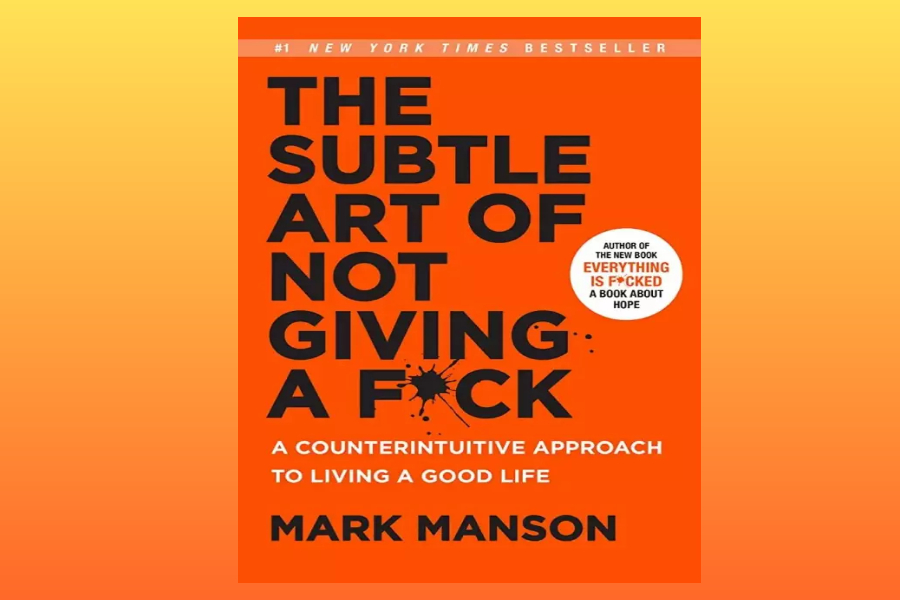 #1 NEW YORK TIMES BESTSELLER
THE
SUBTLE
ART OF
NOT
GIVING
A F*CK
AUTHOR OF
THE NEW BOOK
EVERYTHING
IS F*CKED
A BOOK ABOUT
HOPE
A COUNTERINTUITIVE APPROACH
TO LIVING A GOOD LIFE
MARK MANSON